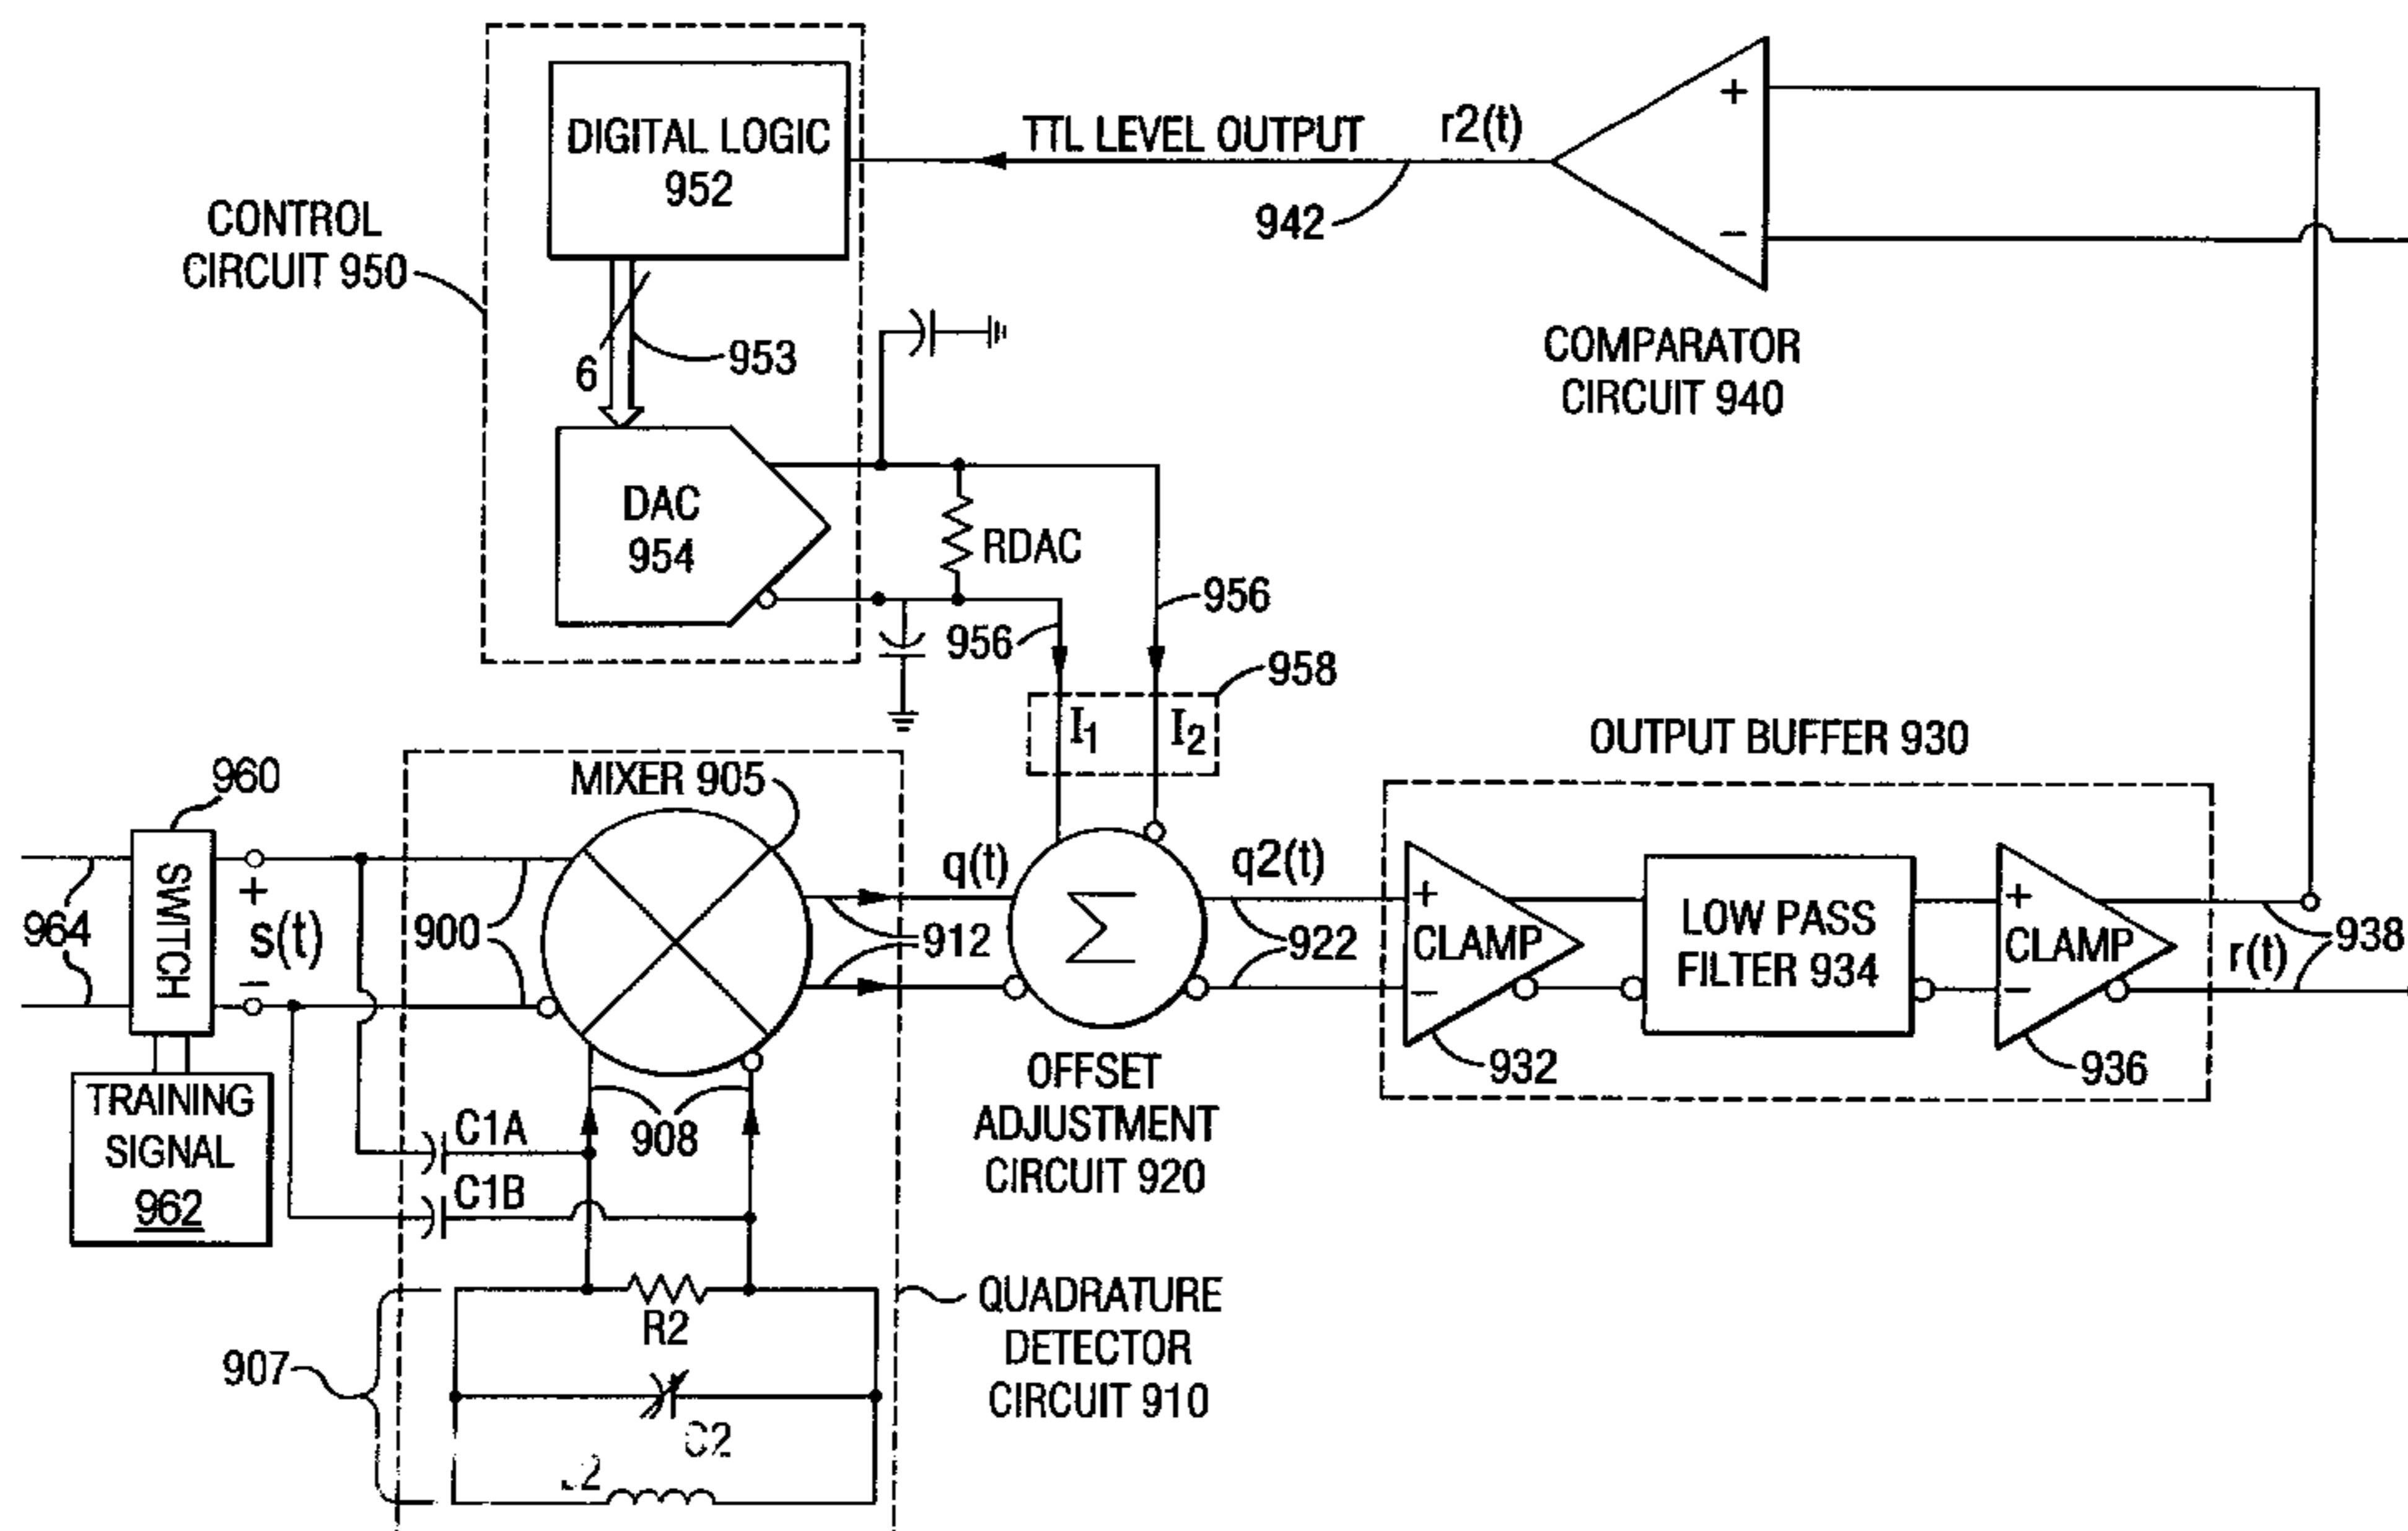 DIGITAL LOGIC
952
TTL LEVEL OUTPUT
r2(t)
942
+
−
CONTROL
CIRCUIT 950
6
953
COMPARATOR
CIRCUIT 940
DAC
954
RDAC
956
956
958
I1
I2
OUTPUT BUFFER 930
960
MIXER 905
SWITCH
964
+
s(t)
−
900
q(t)
912
Σ
q2(t)
922
+
CLAMP
−
932
LOW PASS
FILTER 934
+
CLAMP
−
936
938
r(t)
TRAINING
SIGNAL
962
C1A
908
C1B
OFFSET
ADJUSTMENT
CIRCUIT 920
R2
907
QUADRATURE
DETECTOR
CIRCUIT 910
C2